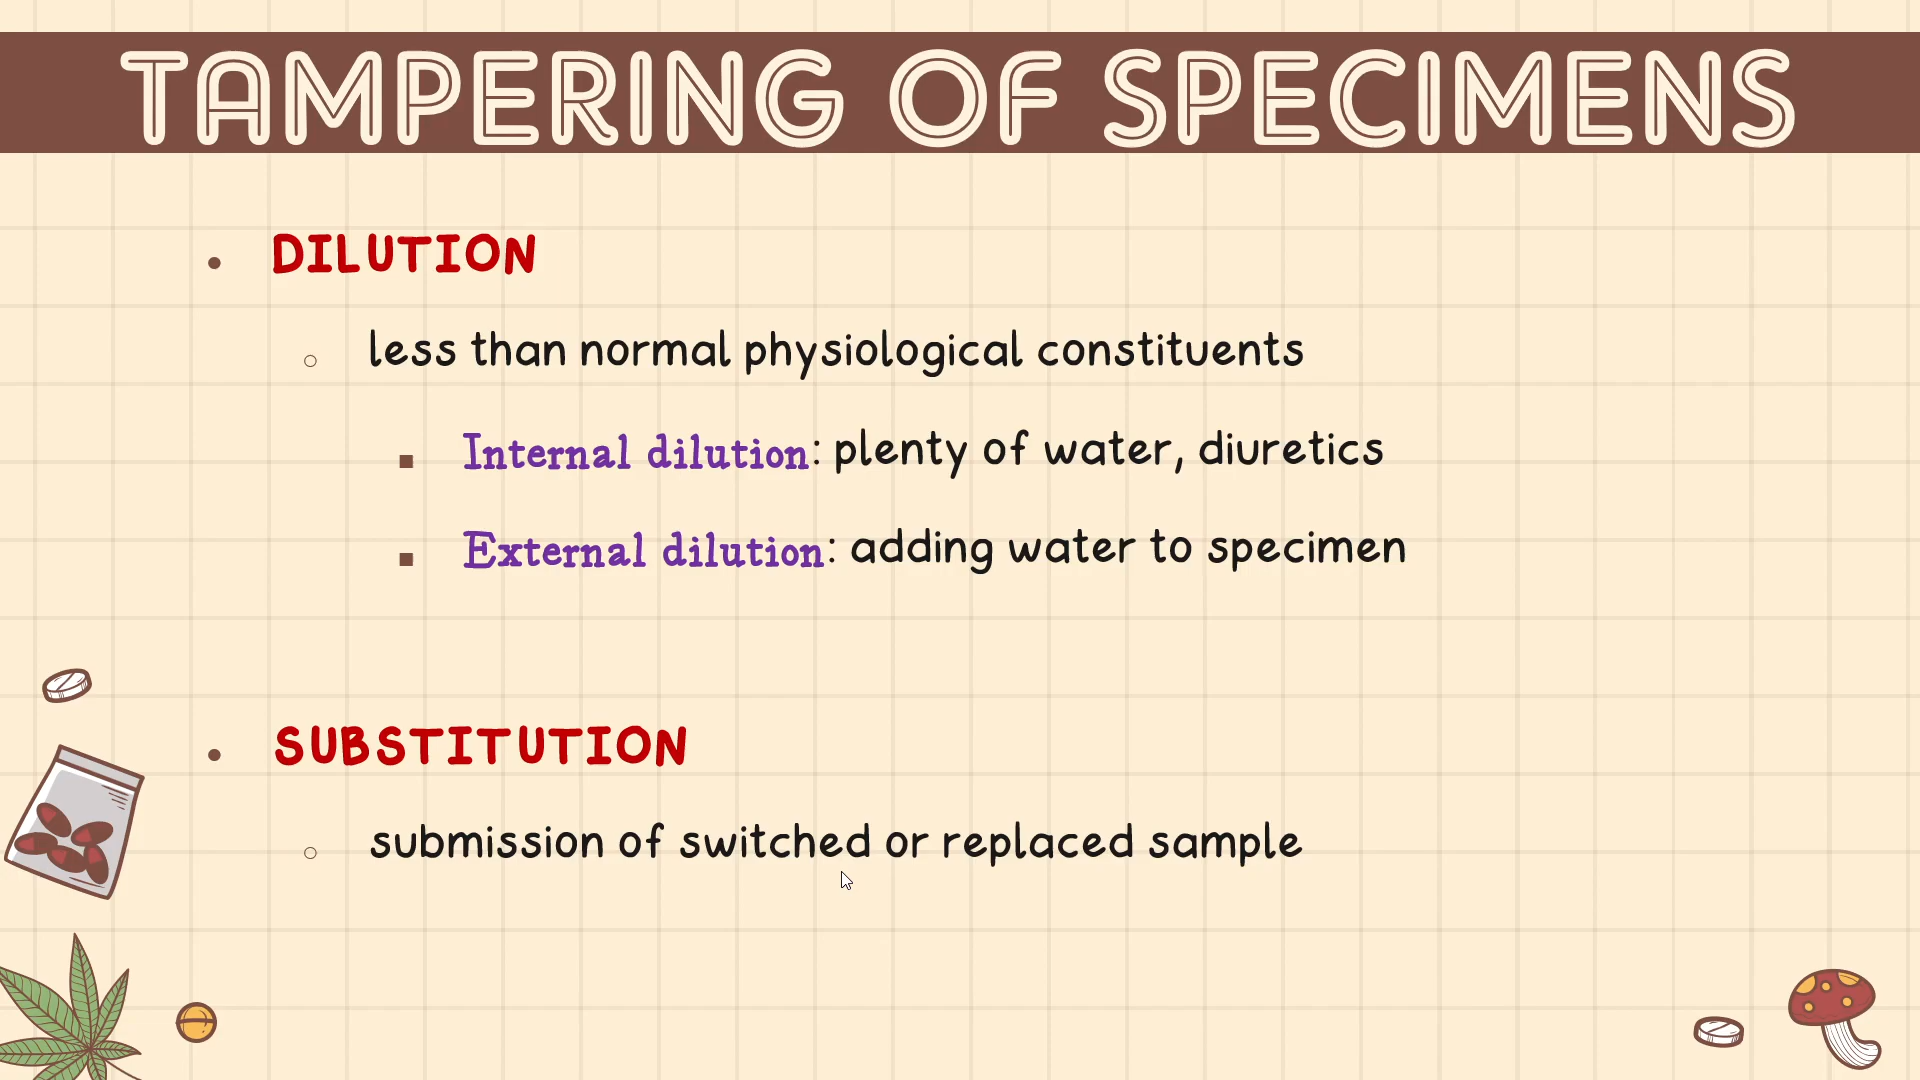 TAMPERING OF SPECIMENS
• DILUTION
○ less than normal physiological constituents
▪ Internal dilution: plenty of water, diuretics
▪ External dilution: adding water to specimen
• SUBSTITUTION
○ submission of switched or replaced sample